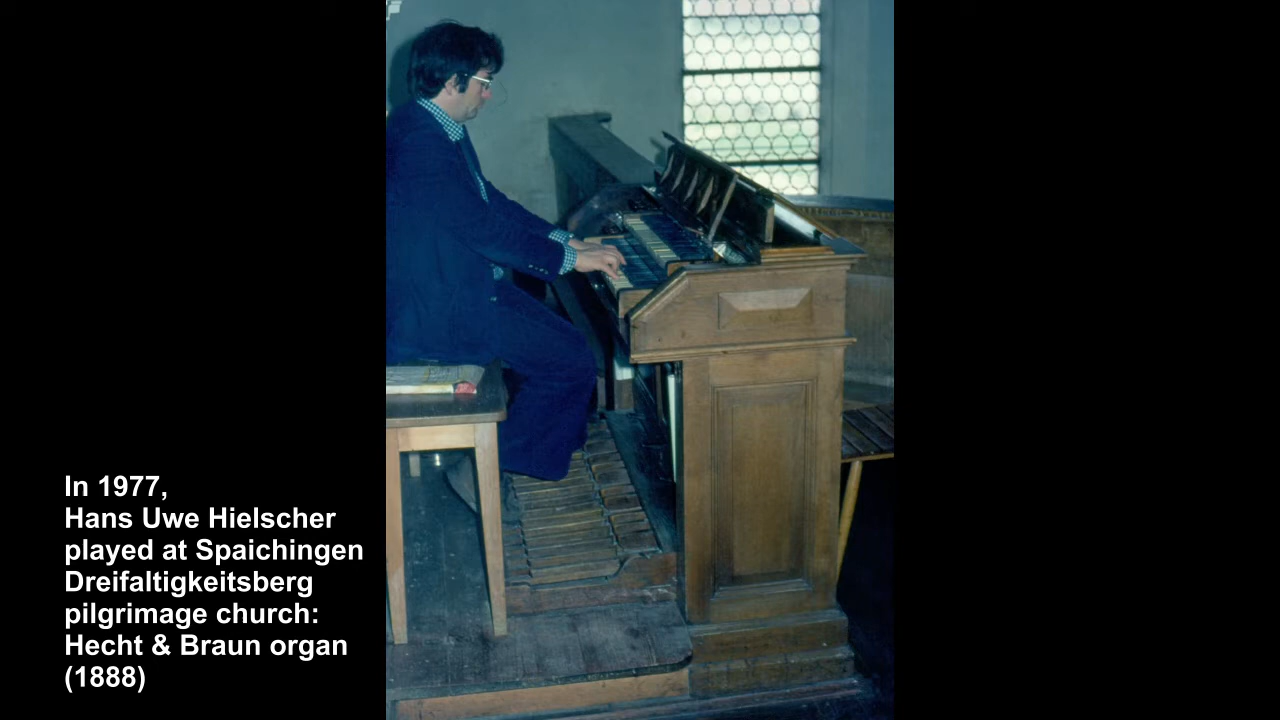 In 1977,
Hans Uwe Hielscher
played at Spaichingen
Dreifaltigkeitsberg
pilgrimage church:
Hecht & Braun organ
(1888)